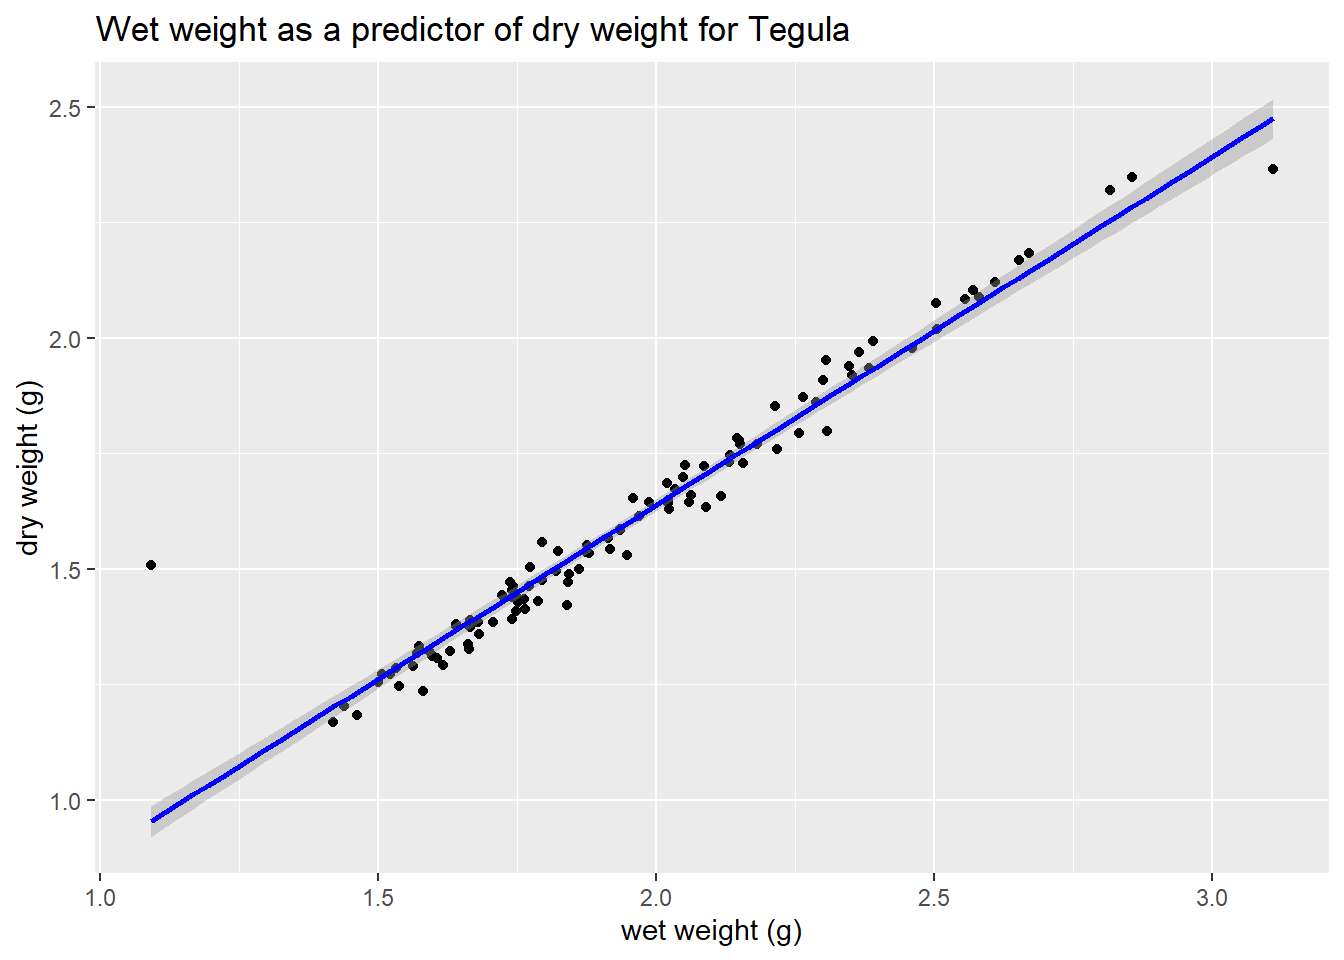 Wet weight as a predictor of dry weight for Tegula
2.5
2.0
1.5
1.0
dry weight (g)
1.0 1.5 2.0 2.5 3.0
wet weight (g)